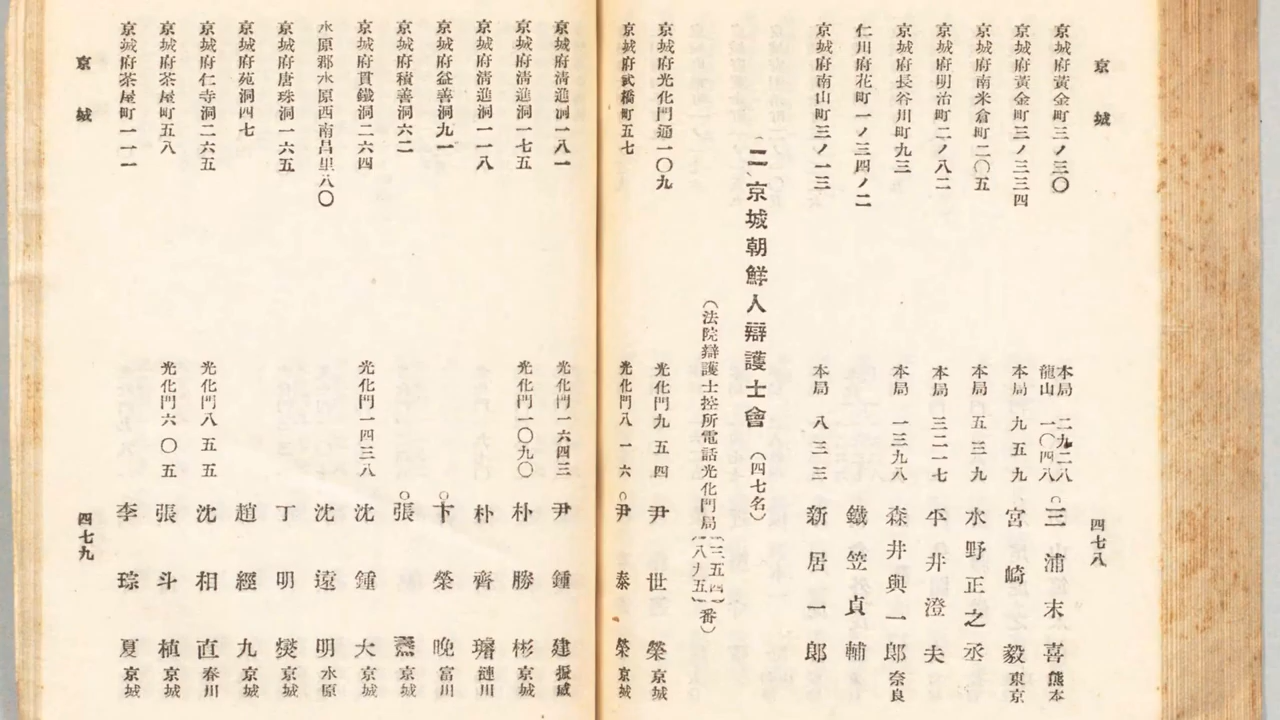 京城
四七八
京城府黃金町三ノ三〇 本局 二九二八 龍山 一〇四八 ○三浦末喜 熊本
京城府黃金町三ノ三三四 本局 九五九 宮崎毅 東京
京城府南米倉町二〇五 本局 五三九 水野正之丞
京城府明治町二ノ八二 本局 三二一七 平井澄夫
京城府長谷川町九三 本局 一三九八 森井與一郎 奈良
仁川府花町一ノ三四ノ二 鐵笠貞輔
京城府南山町三ノ一三 本局 八三三 新居一郎
二、京城朝鮮人辯護士會 (四七名)
(法院辯護士控所電話光化門局(三五四)(八九五)番)
京城府光化門通一〇九 光化門九五四 尹世榮 京城
京城府武橋町五七 光化門八一六 ○尹泰榮 京城
京城府淸進洞一八一 光化門一六四三 尹鍾建 振威
京城府淸進洞一七五 光化門一〇九〇 朴勝彬 京城
京城府淸進洞一一八 朴齊璿 漣川
京城府益善洞九一 ○卞榮晚 富川
京城府積善洞六二 ○張燾 京城
京城府貫鐵洞二六四 光化門一四三八 沈鍾大 京城
水原郡水原西南昌里八〇 沈遠明 水原
京城府唐珠洞一六五 丁明燮 京城
京城府苑洞四七 趙經九 京城
京城府仁寺洞二六五 光化門八五五 沈相直 春川
京城府茶屋町五八 光化門六〇五 張斗植 京城
京城府茶屋町一一一 李琮夏 京城
京城
四七九